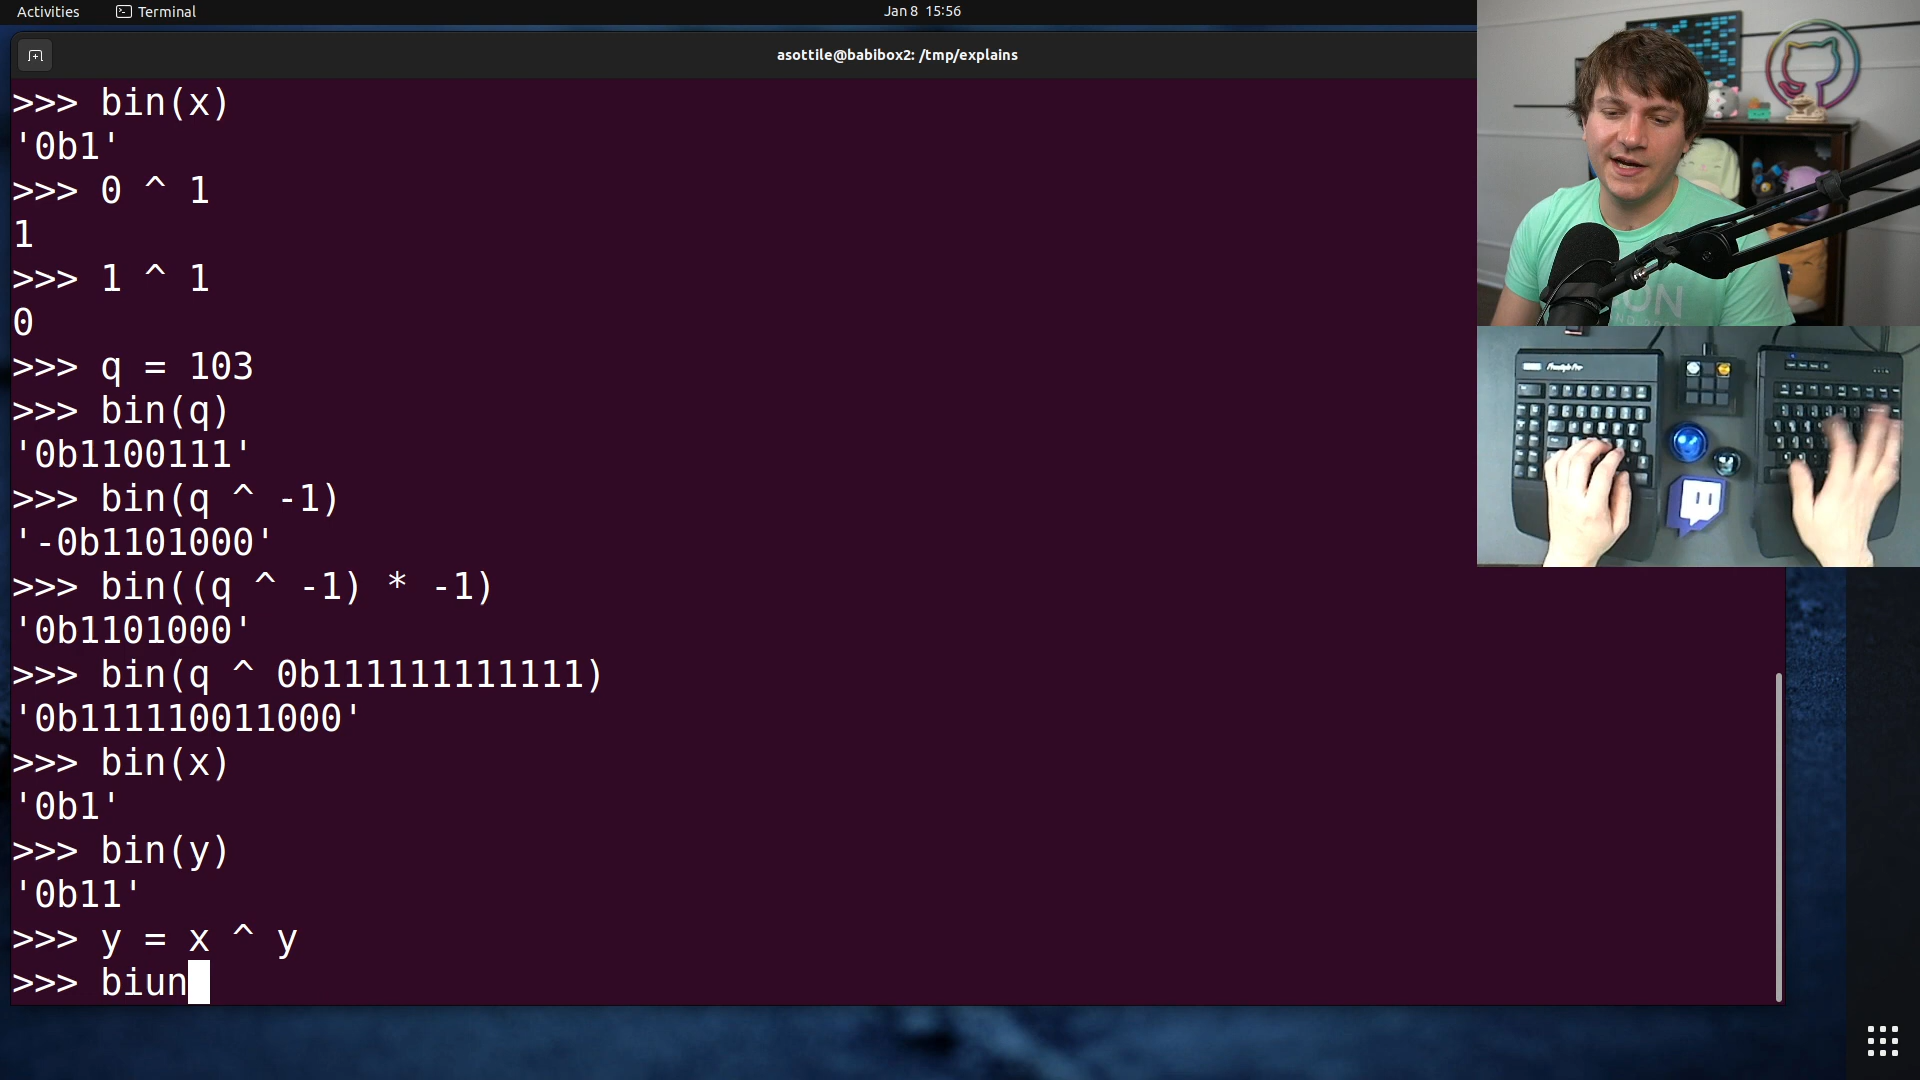 Activities
Terminal
Jan 8 15:56
asottile@babibox2: /tmp/explains
>>> bin(x)
'0b1'
>>> 0 ^ 1
1
>>> 1 ^ 1
0
>>> q = 103
>>> bin(q)
'0b1100111'
>>> bin(q ^ -1)
'-0b1101000'
>>> bin((q ^ -1) * -1)
'0b1101000'
>>> bin(q ^ 0b111111111111)
'0b111110011000'
>>> bin(x)
'0b1'
>>> bin(y)
'0b11'
>>> y = x ^ y
>>> biun